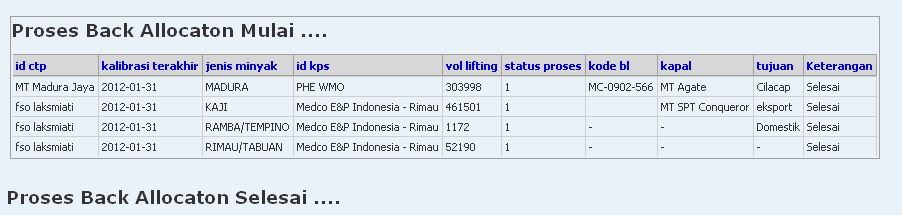 Proses Back Allocaton Mulai ....
id ctp kalibrasi terakhir jenis minyak id kps vol lifting status proses kode bl kapal tujuan Keterangan
MT Madura Jaya 2012-01-31 MADURA PHE WMO 303998 1 MC-0902-566 MT Agate Cilacap Selesai
fso laksmiati 2012-01-31 KAJI Medco E&P Indonesia - Rimau 461501 1 MT SPT Conqueror eksport Selesai
fso laksmiati 2012-01-31 RAMBA/TEMPINO Medco E&P Indonesia - Rimau 1172 1 - - Domestik Selesai
fso laksmiati 2012-01-31 RIMAU/TABUAN Medco E&P Indonesia - Rimau 52190 1 - - - Selesai
Proses Back Allocaton Selesai ....